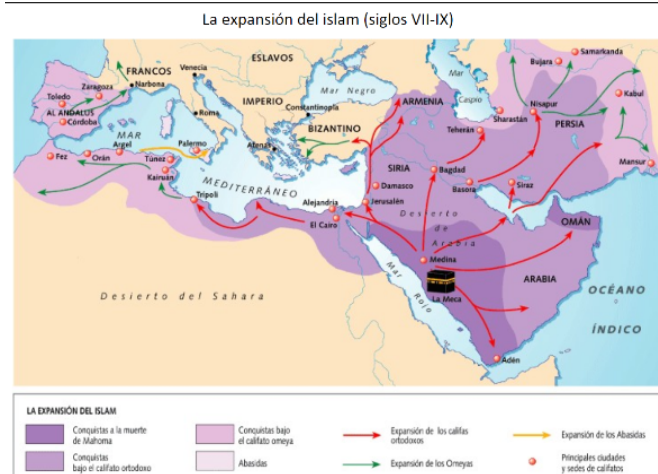 La expansión del islam (siglos VII-IX)
Samarkanda
Bujara
ESLAVOS
FRANCOS
Venecia
Mar Negro
Mar
Caspio
Kabul
Narbona
Zaragoza
Toledo
AL ANDALUS
Córdoba
Roma
IMPERIO
Constantinopla
BIZANTINO
ARMENIA
Nisapur
Sharastán
PERSIA
Teherán
Atenas
MAR
Argel
Palermo
Fez
Orán
Túnez
Kairuán
MEDITERRÁNEO
SIRIA
Bagdad
Mansur
Damasco
Basora
Siraz
Trípoli
Alejandría
Jerusalén
El Cairo
Desierto
de
Arabia
OMÁN
Medina
La Meca
ARABIA
Mar Rojo
Desierto del Sahara
OCÉANO
ÍNDICO
Adén
LA EXPANSIÓN DEL ISLAM
Conquistas a la muerte
de Mahoma
Conquistas
bajo el califato ortodoxo
Conquistas bajo
el califato omeya
Abasidas
Expansión de los califas
ortodoxos
Expansión de los Omeyas
Expansión de los Abasidas
Principales ciudades
y sedes de califatos